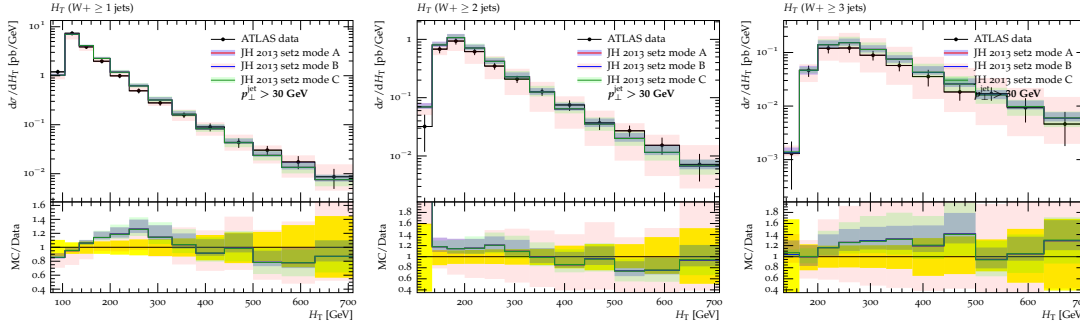 H_T (W+ ≥ 1 jets)
dσ/dH_T [pb/GeV]
ATLAS data
JH 2013 set2 mode A
JH 2013 set2 mode B
JH 2013 set2 mode C
p_⊥^jet > 30 GeV
10^1
1
10^−1
10^−2
MC/Data
1.6
1.4
1.2
1
0.8
0.6
0.4
100 200 300 400 500 600 700
H_T [GeV]
H_T (W+ ≥ 2 jets)
dσ/dH_T [pb/GeV]
ATLAS data
JH 2013 set2 mode A
JH 2013 set2 mode B
JH 2013 set2 mode C
p_⊥^jet > 30 GeV
1
10^−1
10^−2
MC/Data
1.8
1.6
1.4
1.2
1
0.8
0.6
0.4
200 300 400 500 600 700
H_T [GeV]
H_T (W+ ≥ 3 jets)
dσ/dH_T [pb/GeV]
ATLAS data
JH 2013 set2 mode A
JH 2013 set2 mode B
JH 2013 set2 mode C
p_⊥^jet > 30 GeV
10^−1
10^−2
10^−3
MC/Data
1.8
1.6
1.4
1.2
1
0.8
0.6
0.4
200 300 400 500 600 700
H_T [GeV]